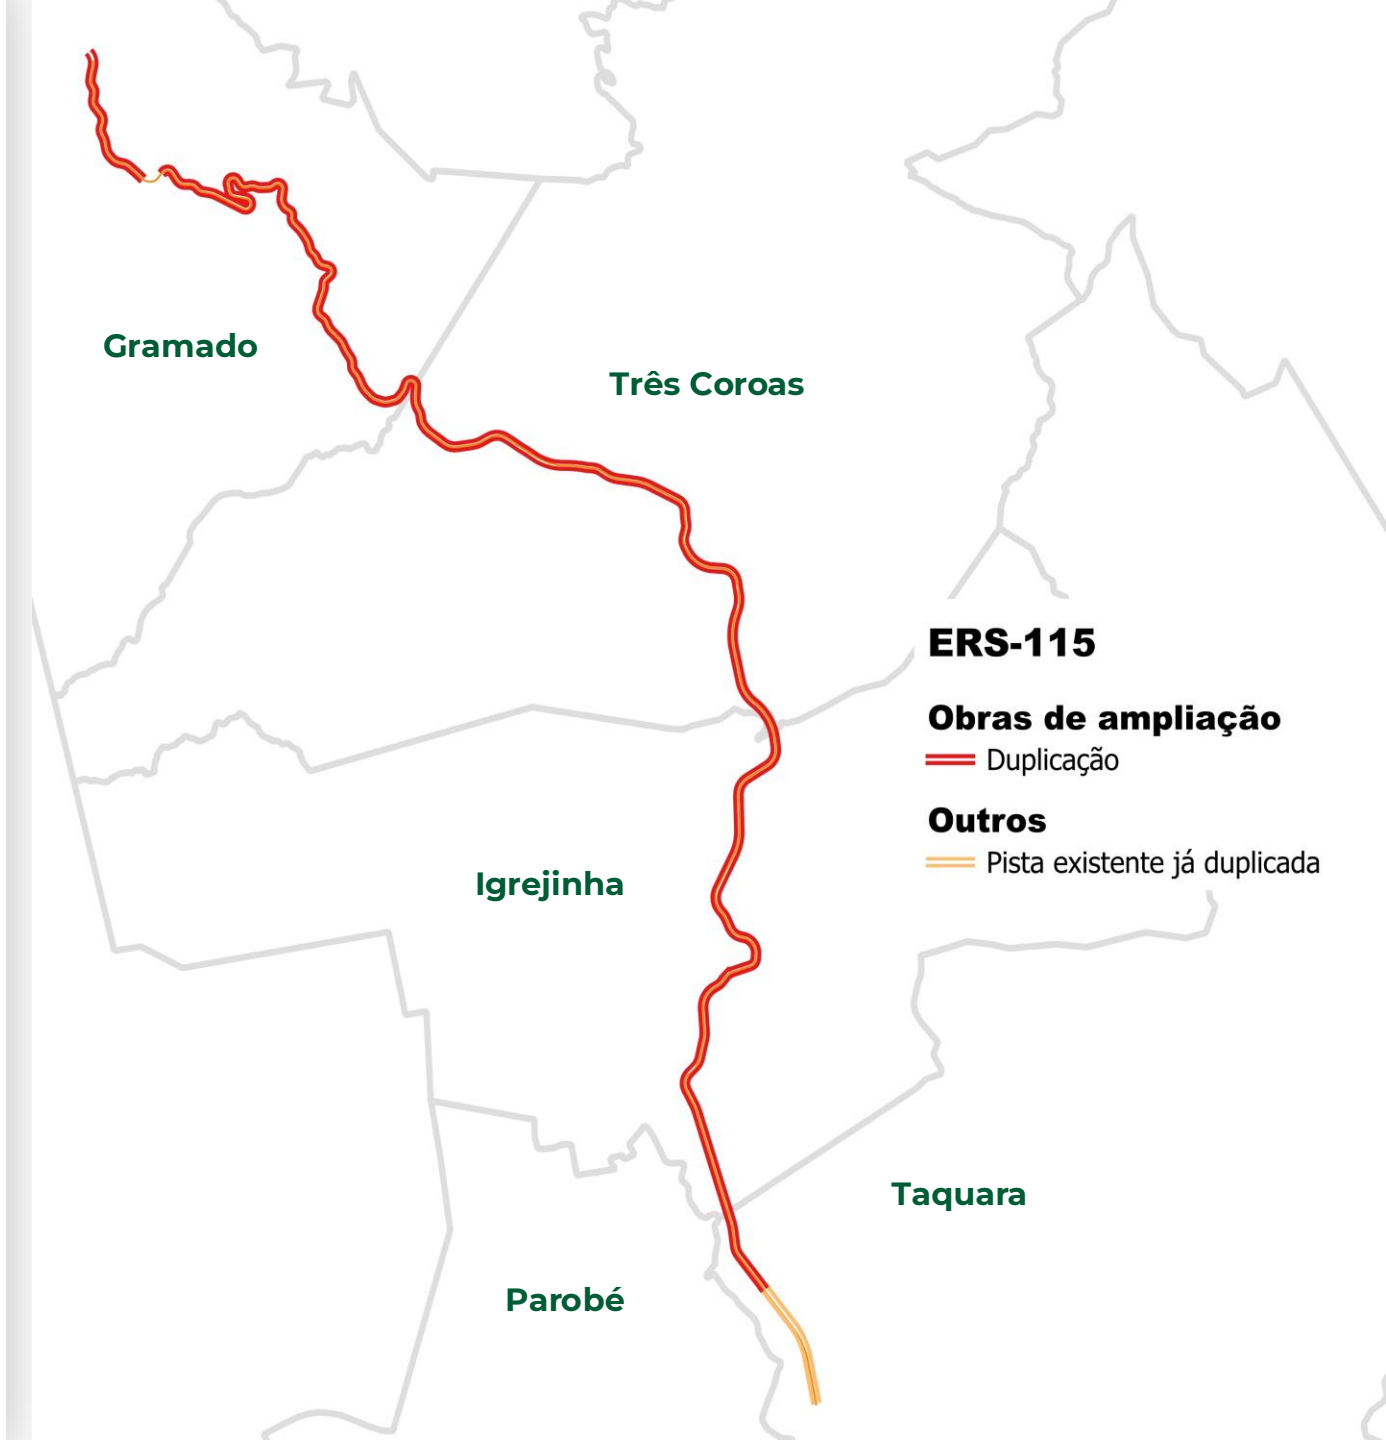 Gramado
Três Coroas
ERS-115
Obras de ampliação
Duplicação
Outros
Pista existente já duplicada
Igrejinha
Taquara
Parobé